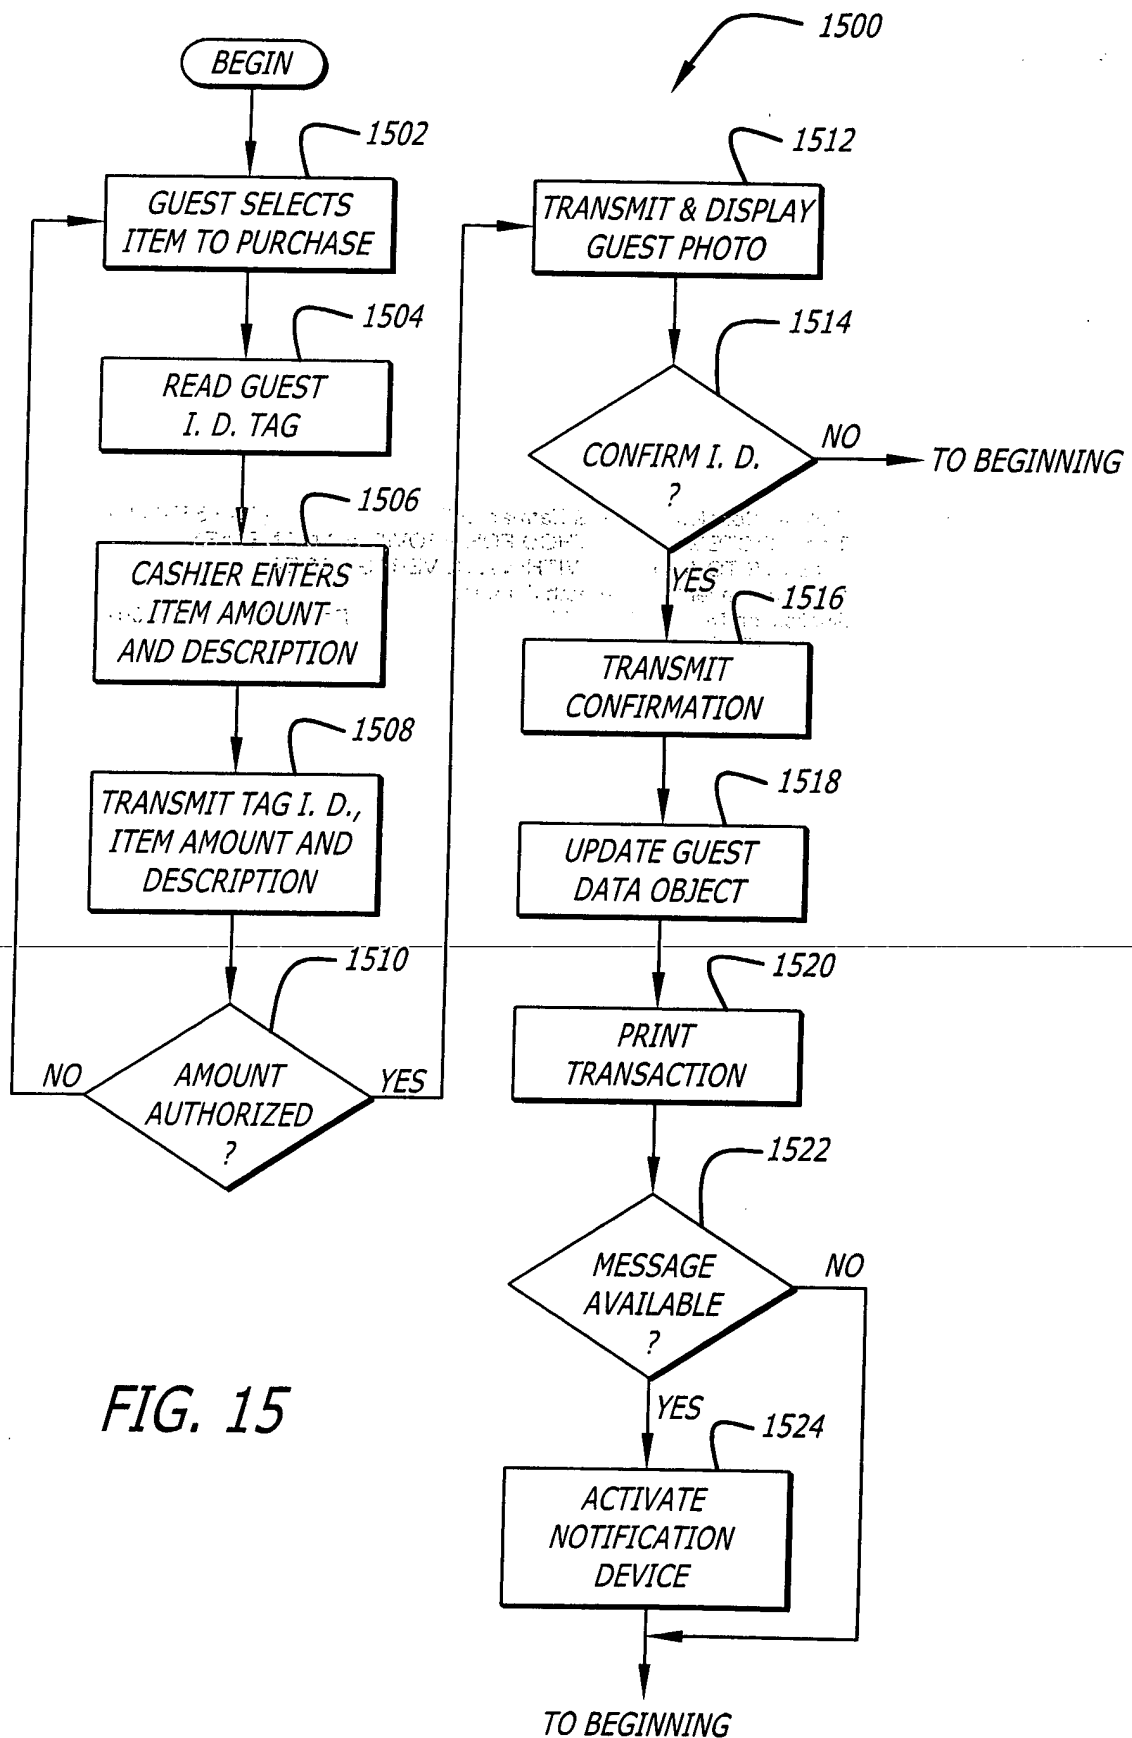 1500
BEGIN
1502
GUEST SELECTS
ITEM TO PURCHASE
1504
READ GUEST
I. D. TAG
1506
CASHIER ENTERS
ITEM AMOUNT
AND DESCRIPTION
1508
TRANSMIT TAG I. D.,
ITEM AMOUNT AND
DESCRIPTION
1510
NO
AMOUNT
AUTHORIZED
?
YES
1512
TRANSMIT & DISPLAY
GUEST PHOTO
1514
CONFIRM I. D.
?
NO
TO BEGINNING
YES
1516
TRANSMIT
CONFIRMATION
1518
UPDATE GUEST
DATA OBJECT
1520
PRINT
TRANSACTION
1522
MESSAGE
AVAILABLE
?
NO
YES
1524
ACTIVATE
NOTIFICATION
DEVICE
TO BEGINNING
FIG. 15